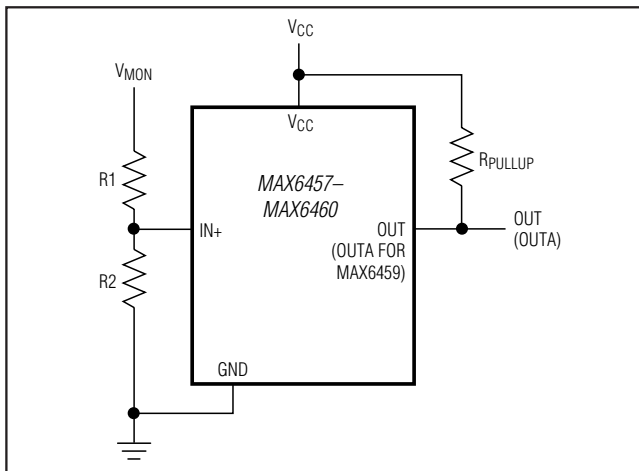 VCC
VMON
VCC
R1
MAX6457–
MAX6460
RPULLUP
IN+
OUT
(OUTA FOR
MAX6459)
OUT
(OUTA)
R2
GND